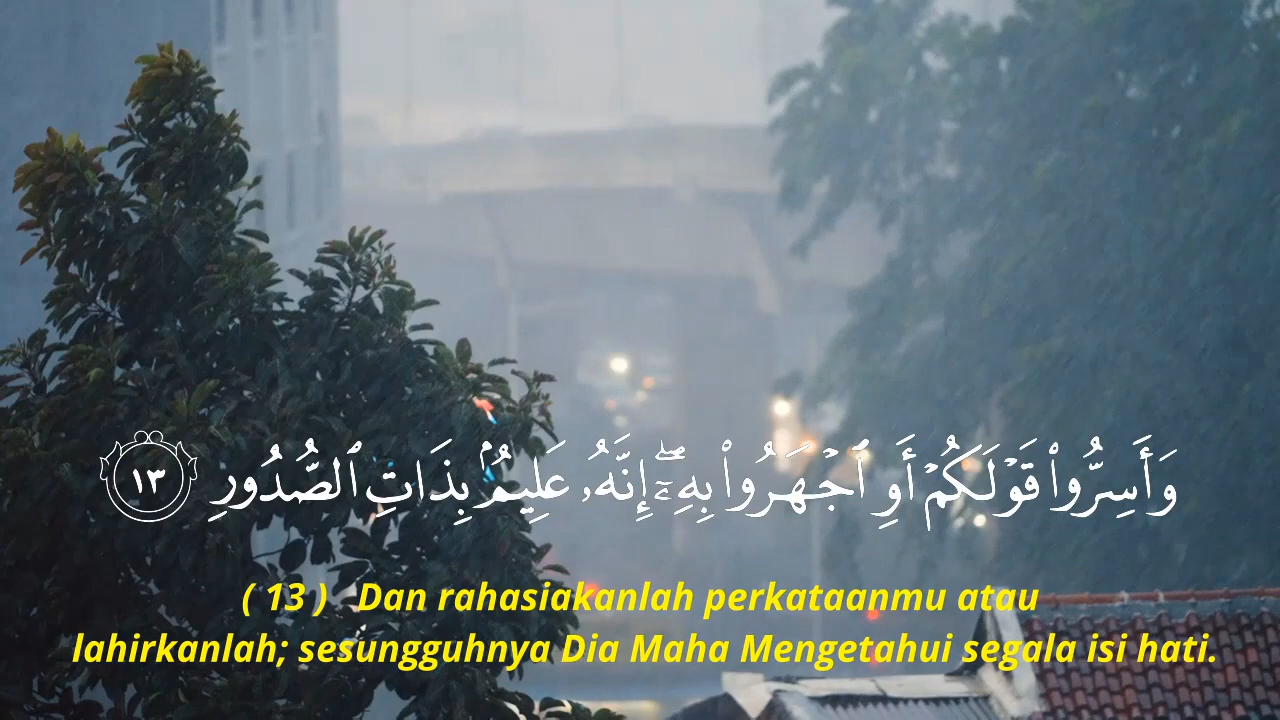 وَأَسِرُّوا۟ قَوْلَكُمْ أَوِ ٱجْهَرُوا۟ بِهِۦٓ ۖ إِنَّهُۥ عَلِيمٌۢ بِذَاتِ ٱلصُّدُورِ ١٣
( 13 ) Dan rahasiakanlah perkataanmu atau
lahirkanlah; sesungguhnya Dia Maha Mengetahui segala isi hati.